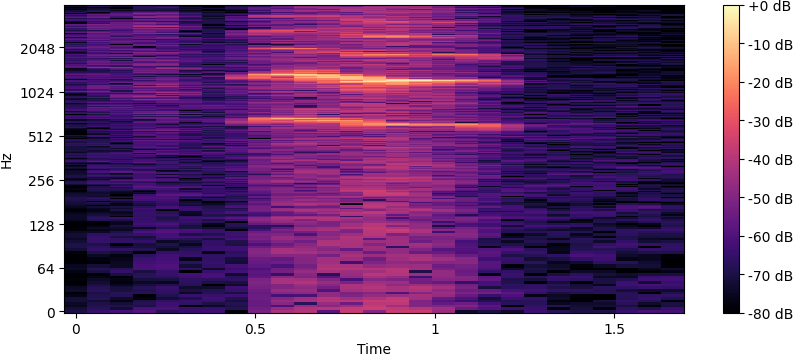 +0 dB
2048
-10 dB
1024
-20 dB
512
-30 dB
Hz
256
-40 dB
128
-50 dB
64
-60 dB
0
-70 dB
-80 dB
0
0.5
1
1.5
Time